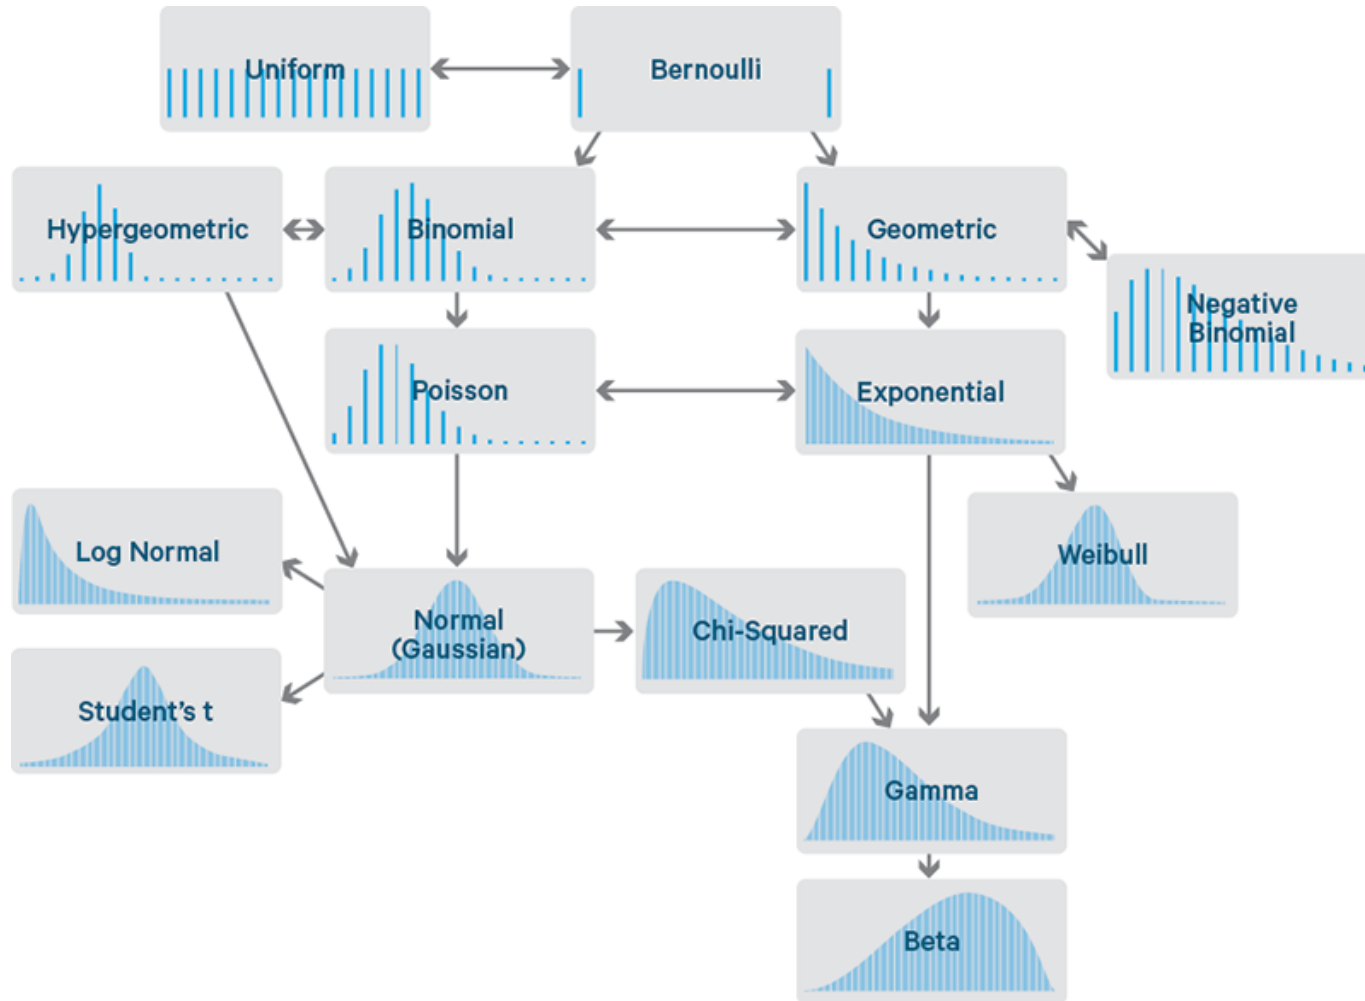 Uniform
Bernoulli
Hypergeometric
Binomial
Geometric
Negative
Binomial
Poisson
Exponential
Log Normal
Weibull
Normal
(Gaussian)
Chi-Squared
Student’s t
Gamma
Beta